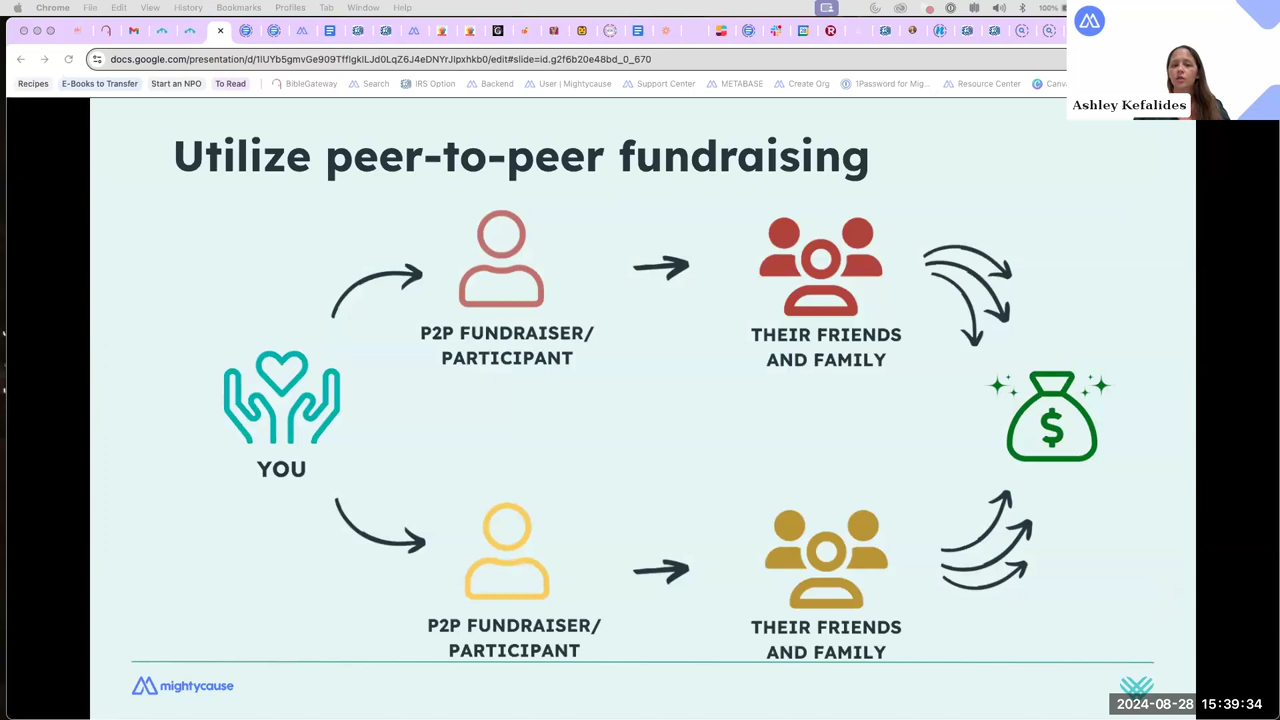 Chrome File Edit View History Bookmarks Profiles Tab Window Help 100%
docs.google.com/presentation/d/1iUYb5gmvGe909TfflgklLJd0LqZ6J4eDNYrJlpxhkb0/edit#slide=id.g2f6b20e48bd_0_670
Recipes E-Books to Transfer Start an NPO To Read BibleGateway Search IRS Option Backend User | Mightycause Support Center METABASE Create Org 1Password for Mig... Resource Center Canv
Ashley Kefalides
Utilize peer-to-peer fundraising
P2P FUNDRAISER/
PARTICIPANT
THEIR FRIENDS
AND FAMILY
YOU
$
P2P FUNDRAISER/
PARTICIPANT
THEIR FRIENDS
AND FAMILY
mightycause
2024-08-28 15:39:34